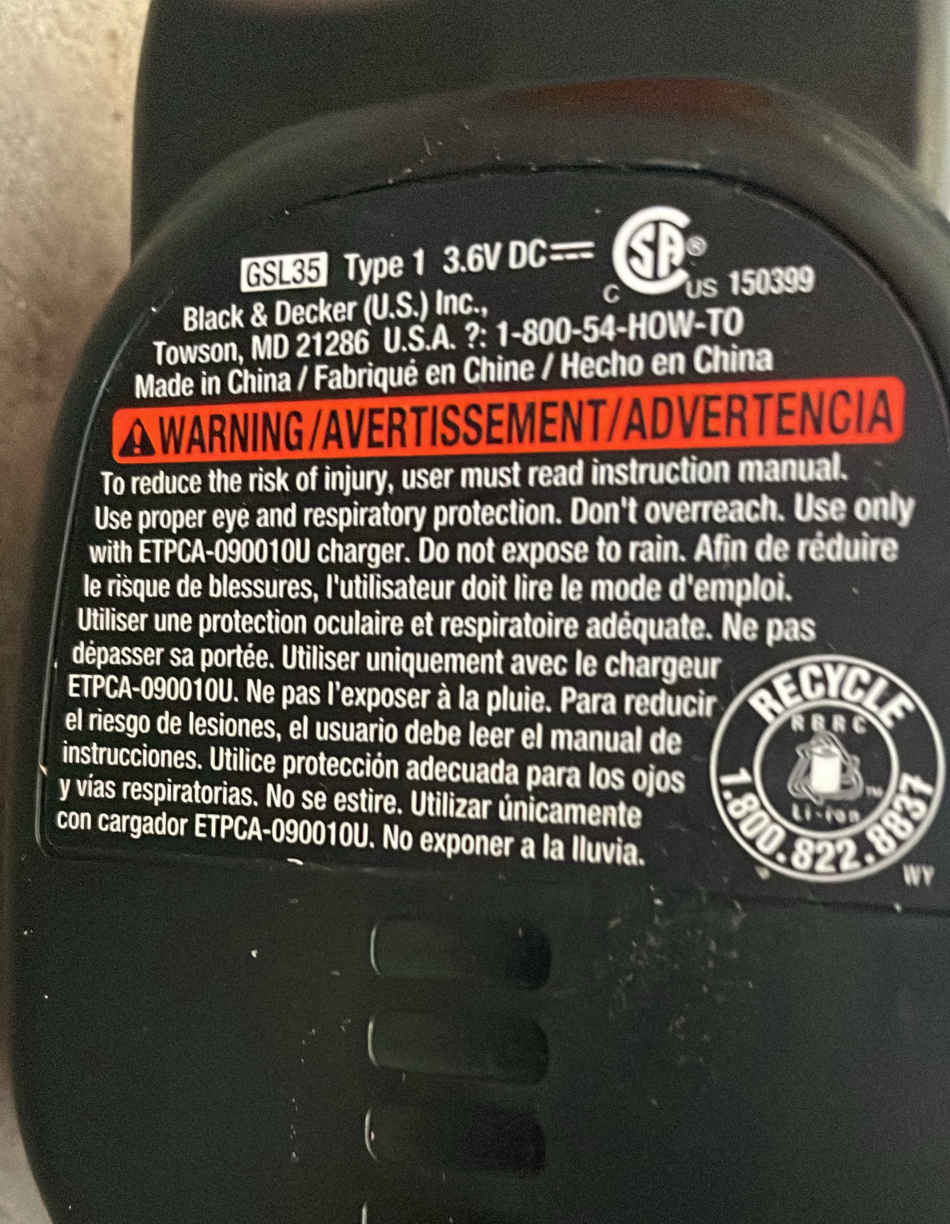 GSL35 Type 1 3.6V DC
SA ®
C US 150399
Black & Decker (U.S.) Inc.,
Towson, MD 21286 U.S.A. ?: 1-800-54-HOW-TO
Made in China / Fabriqué en Chine / Hecho en China
WARNING/AVERTISSEMENT/ADVERTENCIA
To reduce the risk of injury, user must read instruction manual.
Use proper eye and respiratory protection. Don't overreach. Use only
with ETPCA-090010U charger. Do not expose to rain. Afin de réduire
le risque de blessures, l'utilisateur doit lire le mode d'emploi.
Utiliser une protection oculaire et respiratoire adéquate. Ne pas
dépasser sa portée. Utiliser uniquement avec le chargeur
ETPCA-090010U. Ne pas l'exposer à la pluie. Para reducir
el riesgo de lesiones, el usuario debe leer el manual de
instrucciones. Utilice protección adecuada para los ojos
y vías respiratorias. No se estire. Utilizar únicamente
con cargador ETPCA-090010U. No exponer a la lluvia.
RECYCLE
RBRC
TM
Li-ion
1.800.822.8837
WY